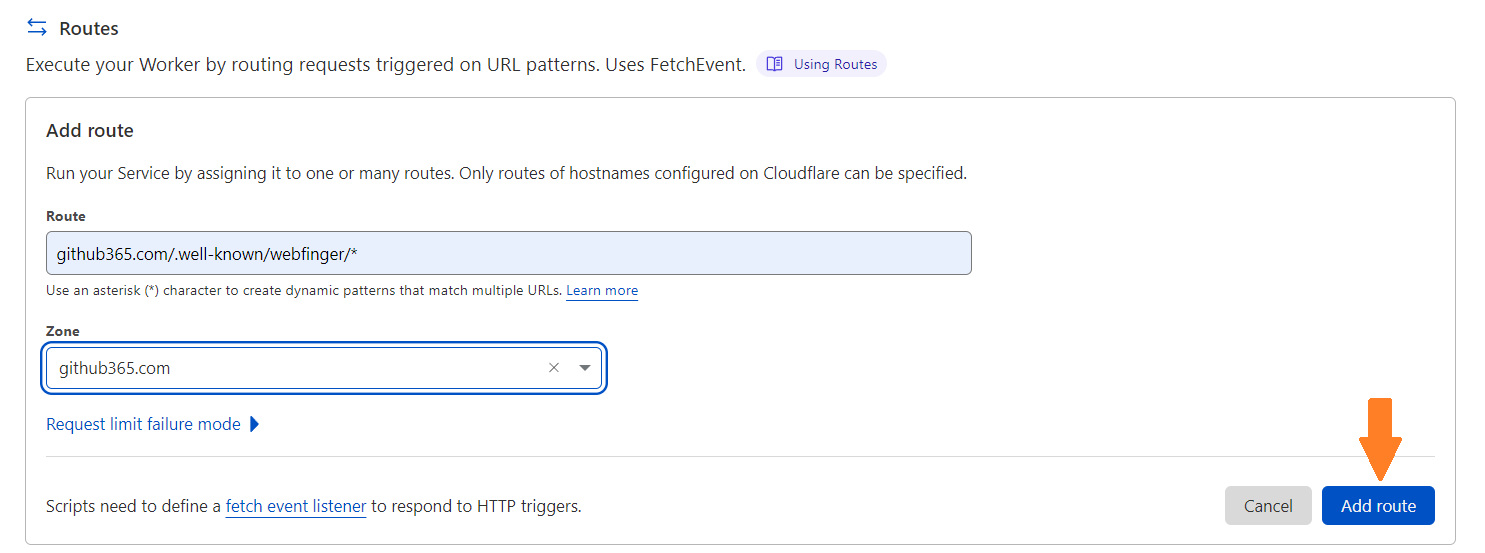 Routes
Execute your Worker by routing requests triggered on URL patterns. Uses FetchEvent. Using Routes
Add route
Run your Service by assigning it to one or many routes. Only routes of hostnames configured on Cloudflare can be specified.
Route
github365.com/.well-known/webfinger/*
Use an asterisk (*) character to create dynamic patterns that match multiple URLs. Learn more
Zone
github365.com
Request limit failure mode
Scripts need to define a fetch event listener to respond to HTTP triggers. Cancel Add route